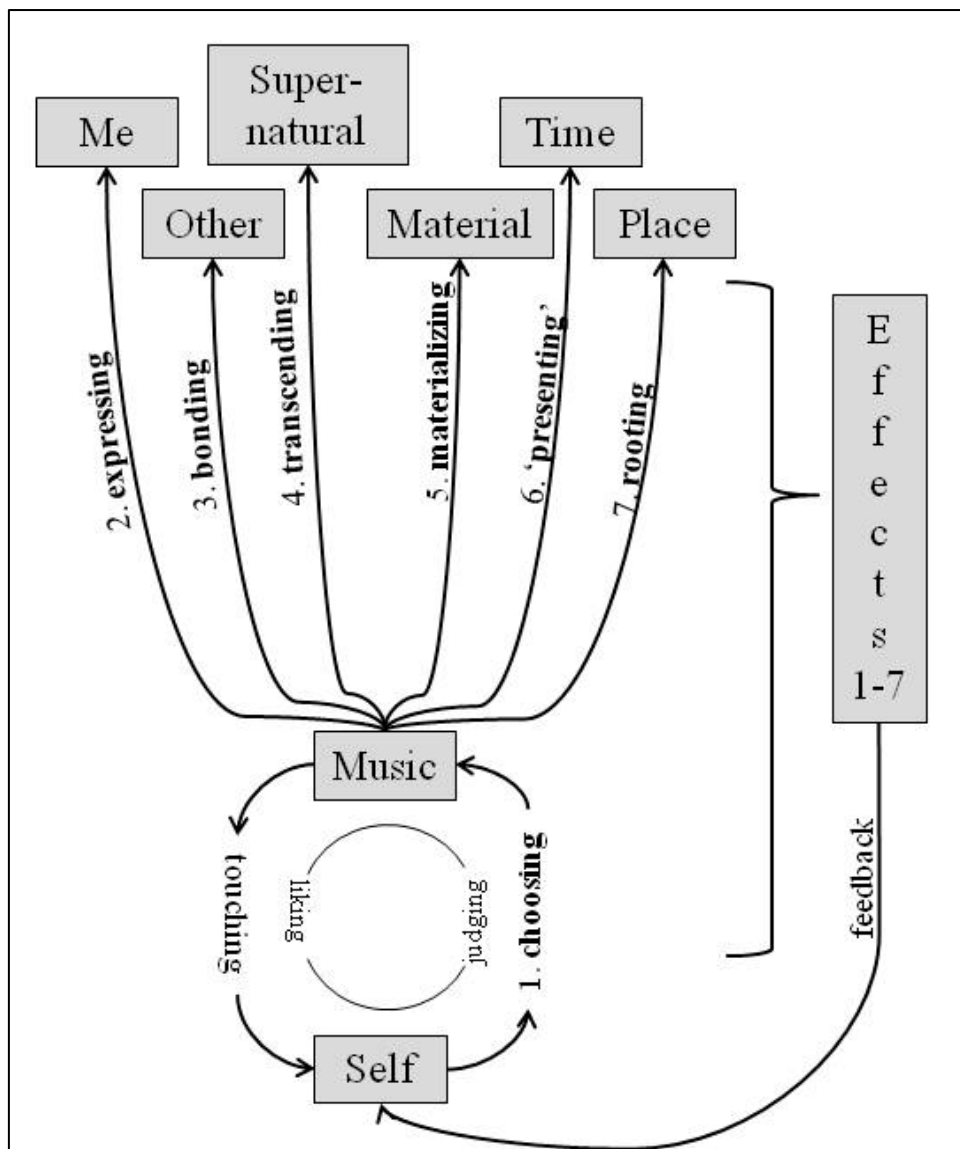 Super-
natural
Me
Time
Other
Material
Place
2. expressing
3. bonding
4. transcending
5. materializing
6. ‘presenting’
7. rooting
E
f
f
e
c
t
s
1-7
Music
touching
liking
judging
1. choosing
feedback
Self